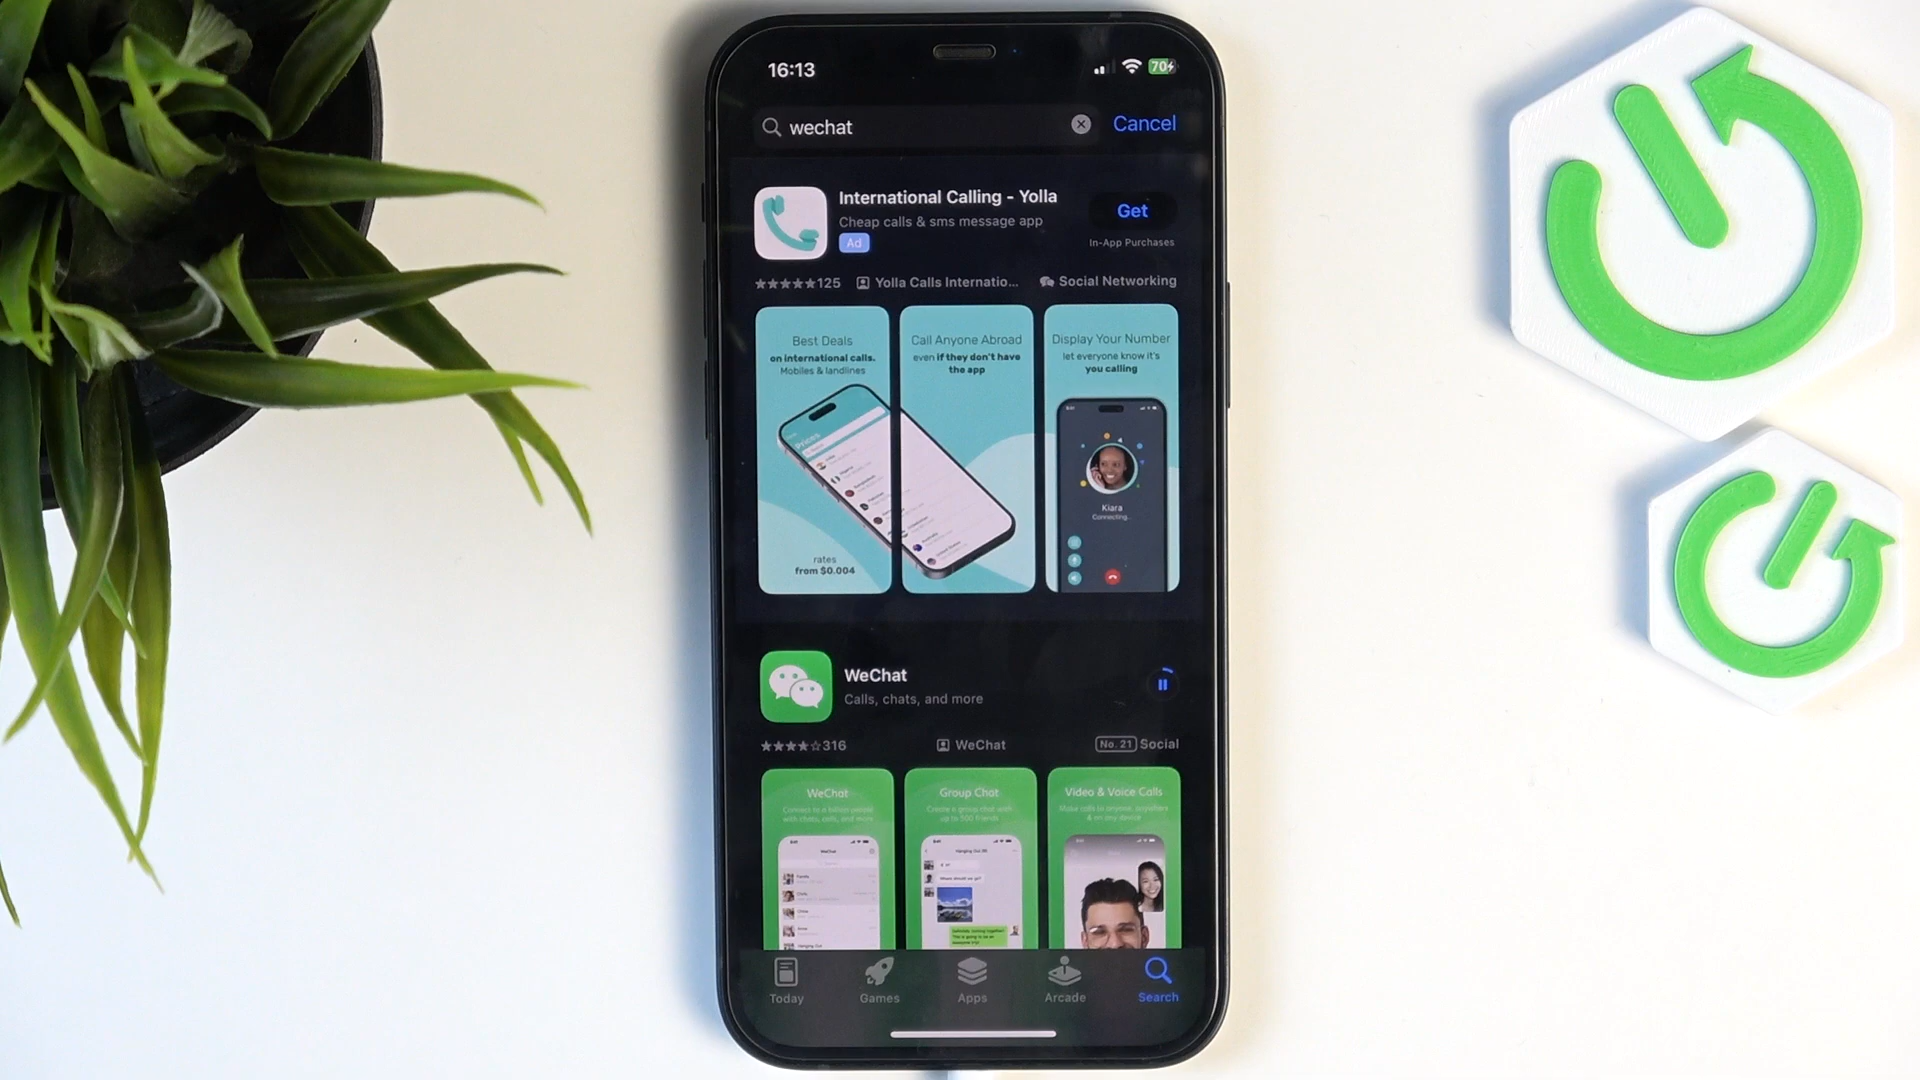 16:13
70
wechat
Cancel
International Calling - Yolla
Cheap calls & sms message app
Ad
Get
In-App Purchases
125
Yolla Calls Internatio...
Social Networking
Best Deals
on international calls.
Mobiles & landlines
rates
from $0.004
Call Anyone Abroad
even if they don't have
the app
Display Your Number
let everyone know it's
you calling
Kiara
Connecting...
WeChat
Calls, chats, and more
316
WeChat
No. 21
Social
WeChat
Connect to a billion people
with chats, calls, and more
Group Chat
Create a group chat with
up to 500 friends
Video & Voice Calls
Make calls to anyone, anywhere
& on any device
Today
Games
Apps
Arcade
Search